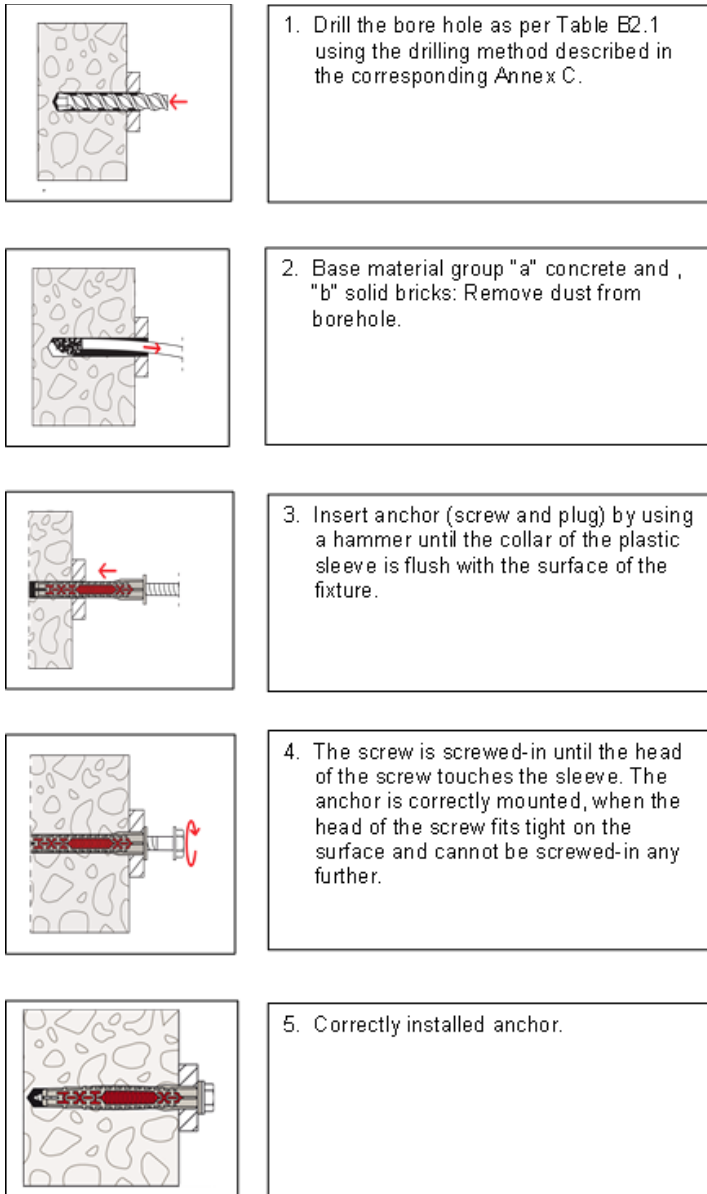 1. Drill the bore hole as per Table B2.1
using the drilling method described in
the corresponding Annex C.
2. Base material group "a" concrete and ,
"b" solid bricks: Remove dust from
borehole.
3. Insert anchor (screw and plug) by using
a hammer until the collar of the plastic
sleeve is flush with the surface of the
fixture.
4. The screw is screwed-in until the head
of the screw touches the sleeve. The
anchor is correctly mounted, when the
head of the screw fits tight on the
surface and cannot be screwed-in any
further.
5. Correctly installed anchor.